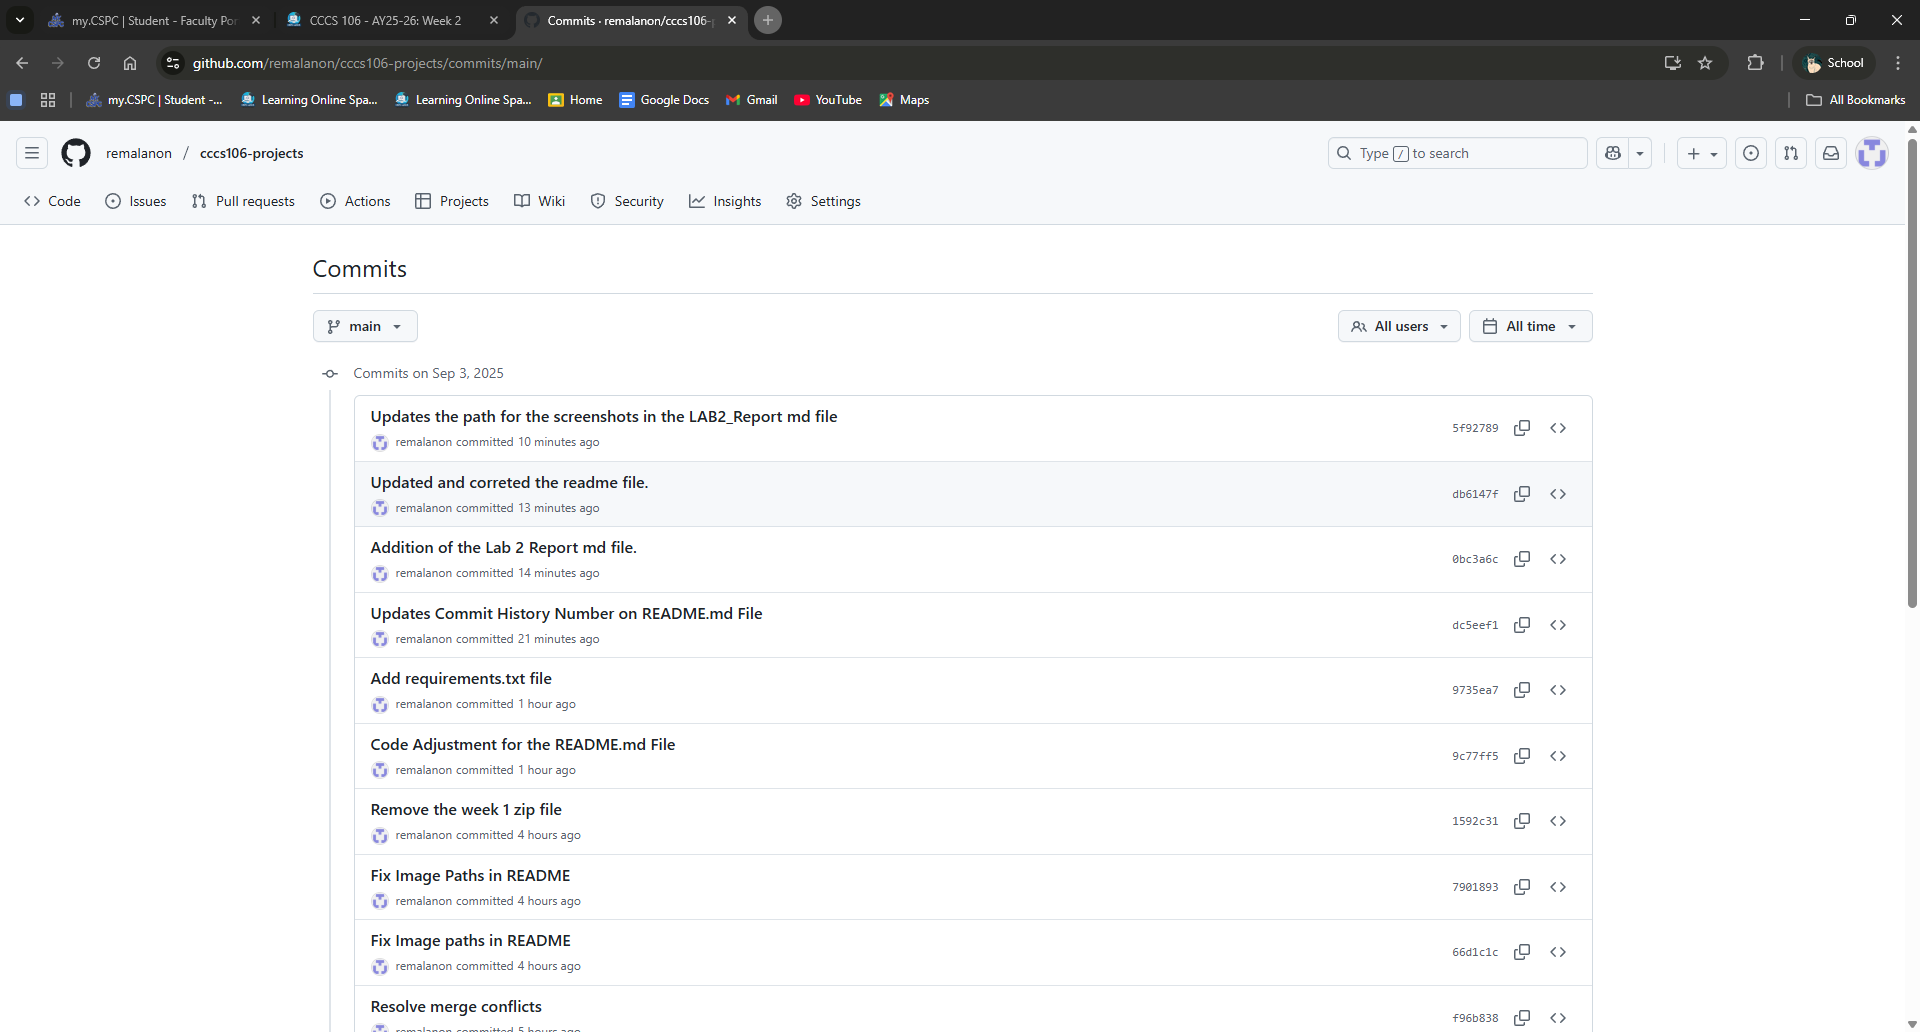 my.CSPC | Student - Faculty Por
CCCS 106 - AY25-26: Week 2
Commits · remalanon/cccs106-p
github.com/remalanon/cccs106-projects/commits/main/
School
my.CSPC | Student -...
Learning Online Spa...
Learning Online Spa...
Home
Google Docs
Gmail
YouTube
Maps
All Bookmarks
remalanon / cccs106-projects
Type / to search
Code
Issues
Pull requests
Actions
Projects
Wiki
Security
Insights
Settings
Commits
main
All users
All time
Commits on Sep 3, 2025
Updates the path for the screenshots in the LAB2_Report md file
remalanon committed 10 minutes ago
5f92789
Updated and correted the readme file.
remalanon committed 13 minutes ago
db6147f
Addition of the Lab 2 Report md file.
remalanon committed 14 minutes ago
0bc3a6c
Updates Commit History Number on README.md File
remalanon committed 21 minutes ago
dc5eef1
Add requirements.txt file
remalanon committed 1 hour ago
9735ea7
Code Adjustment for the README.md File
remalanon committed 1 hour ago
9c77ff5
Remove the week 1 zip file
remalanon committed 4 hours ago
1592c31
Fix Image Paths in README
remalanon committed 4 hours ago
7901893
Fix Image paths in README
remalanon committed 4 hours ago
66d1c1c
Resolve merge conflicts
remalanon committed 5 hours ago
f96b838